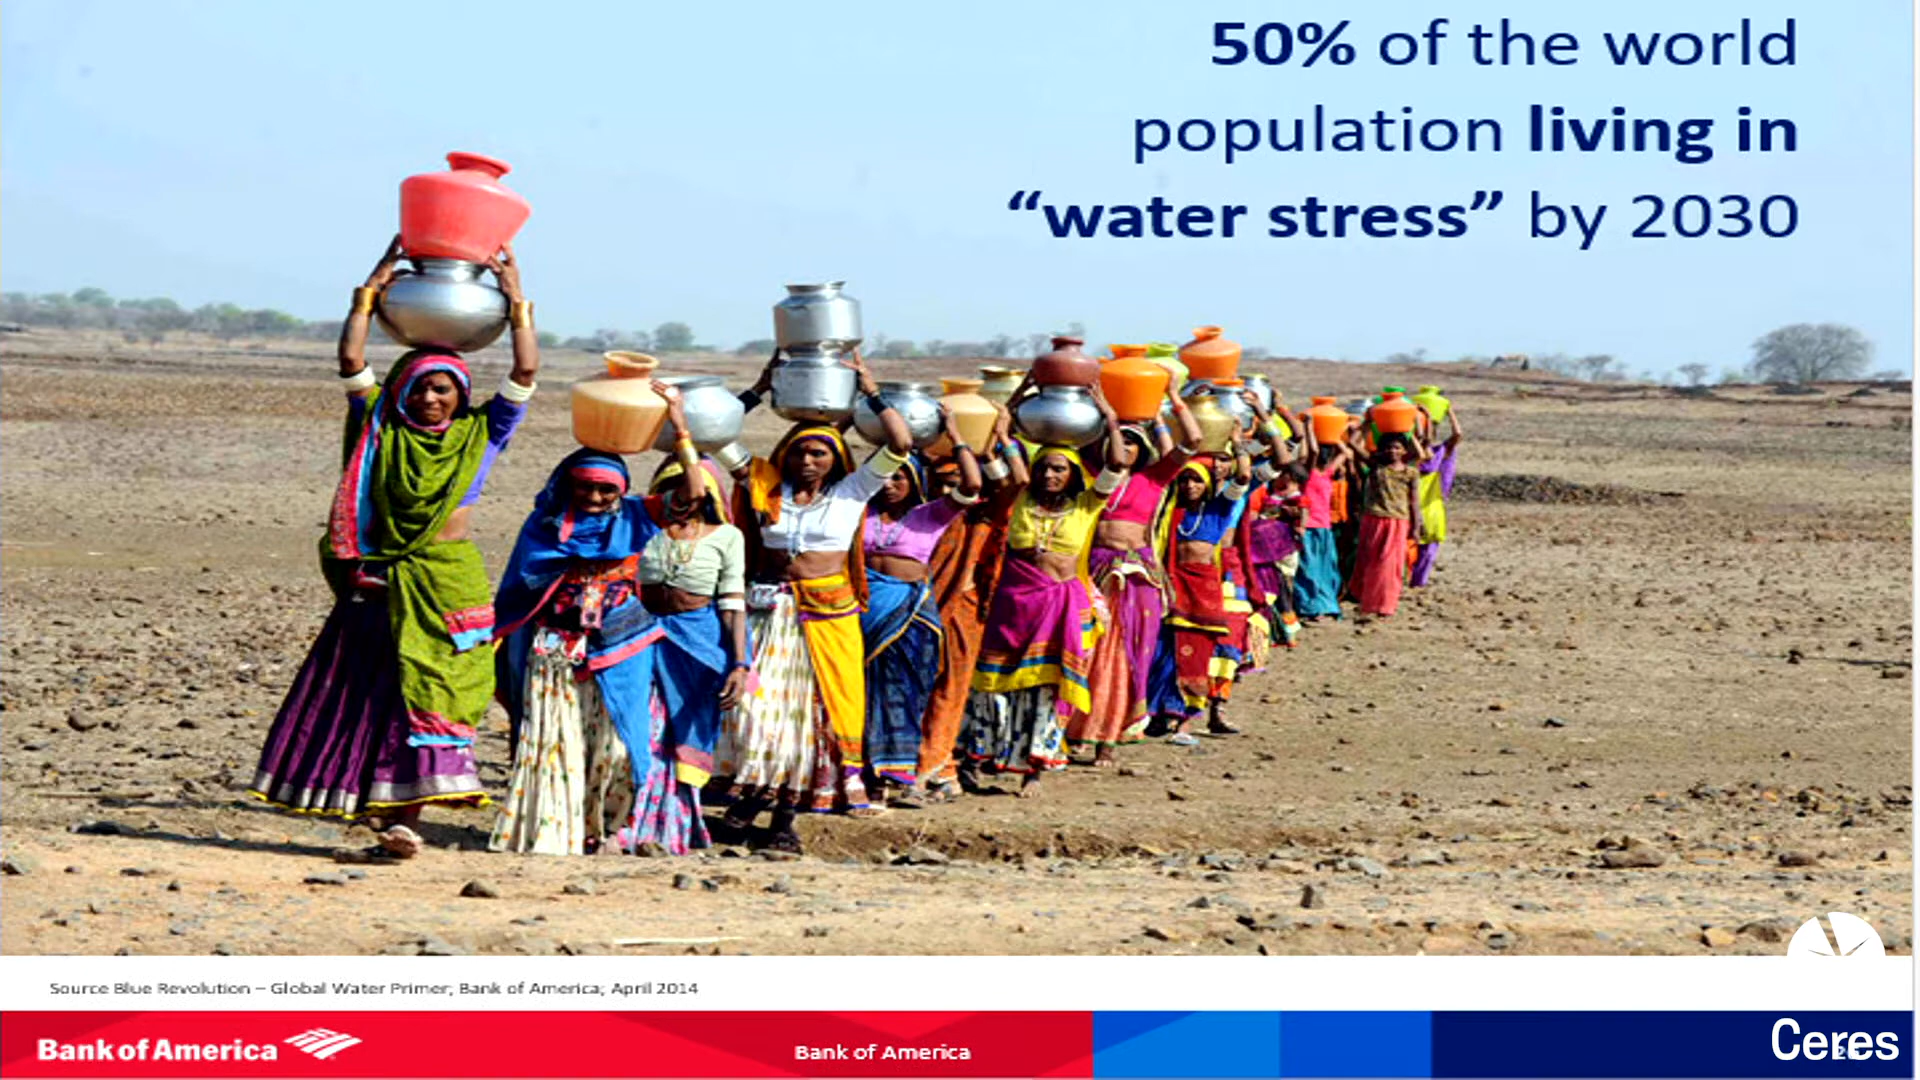 50% of the world
population living in
“water stress” by 2030
Source Blue Revolution – Global Water Primer; Bank of America; April 2014
Bank of America
Bank of America
Ceres